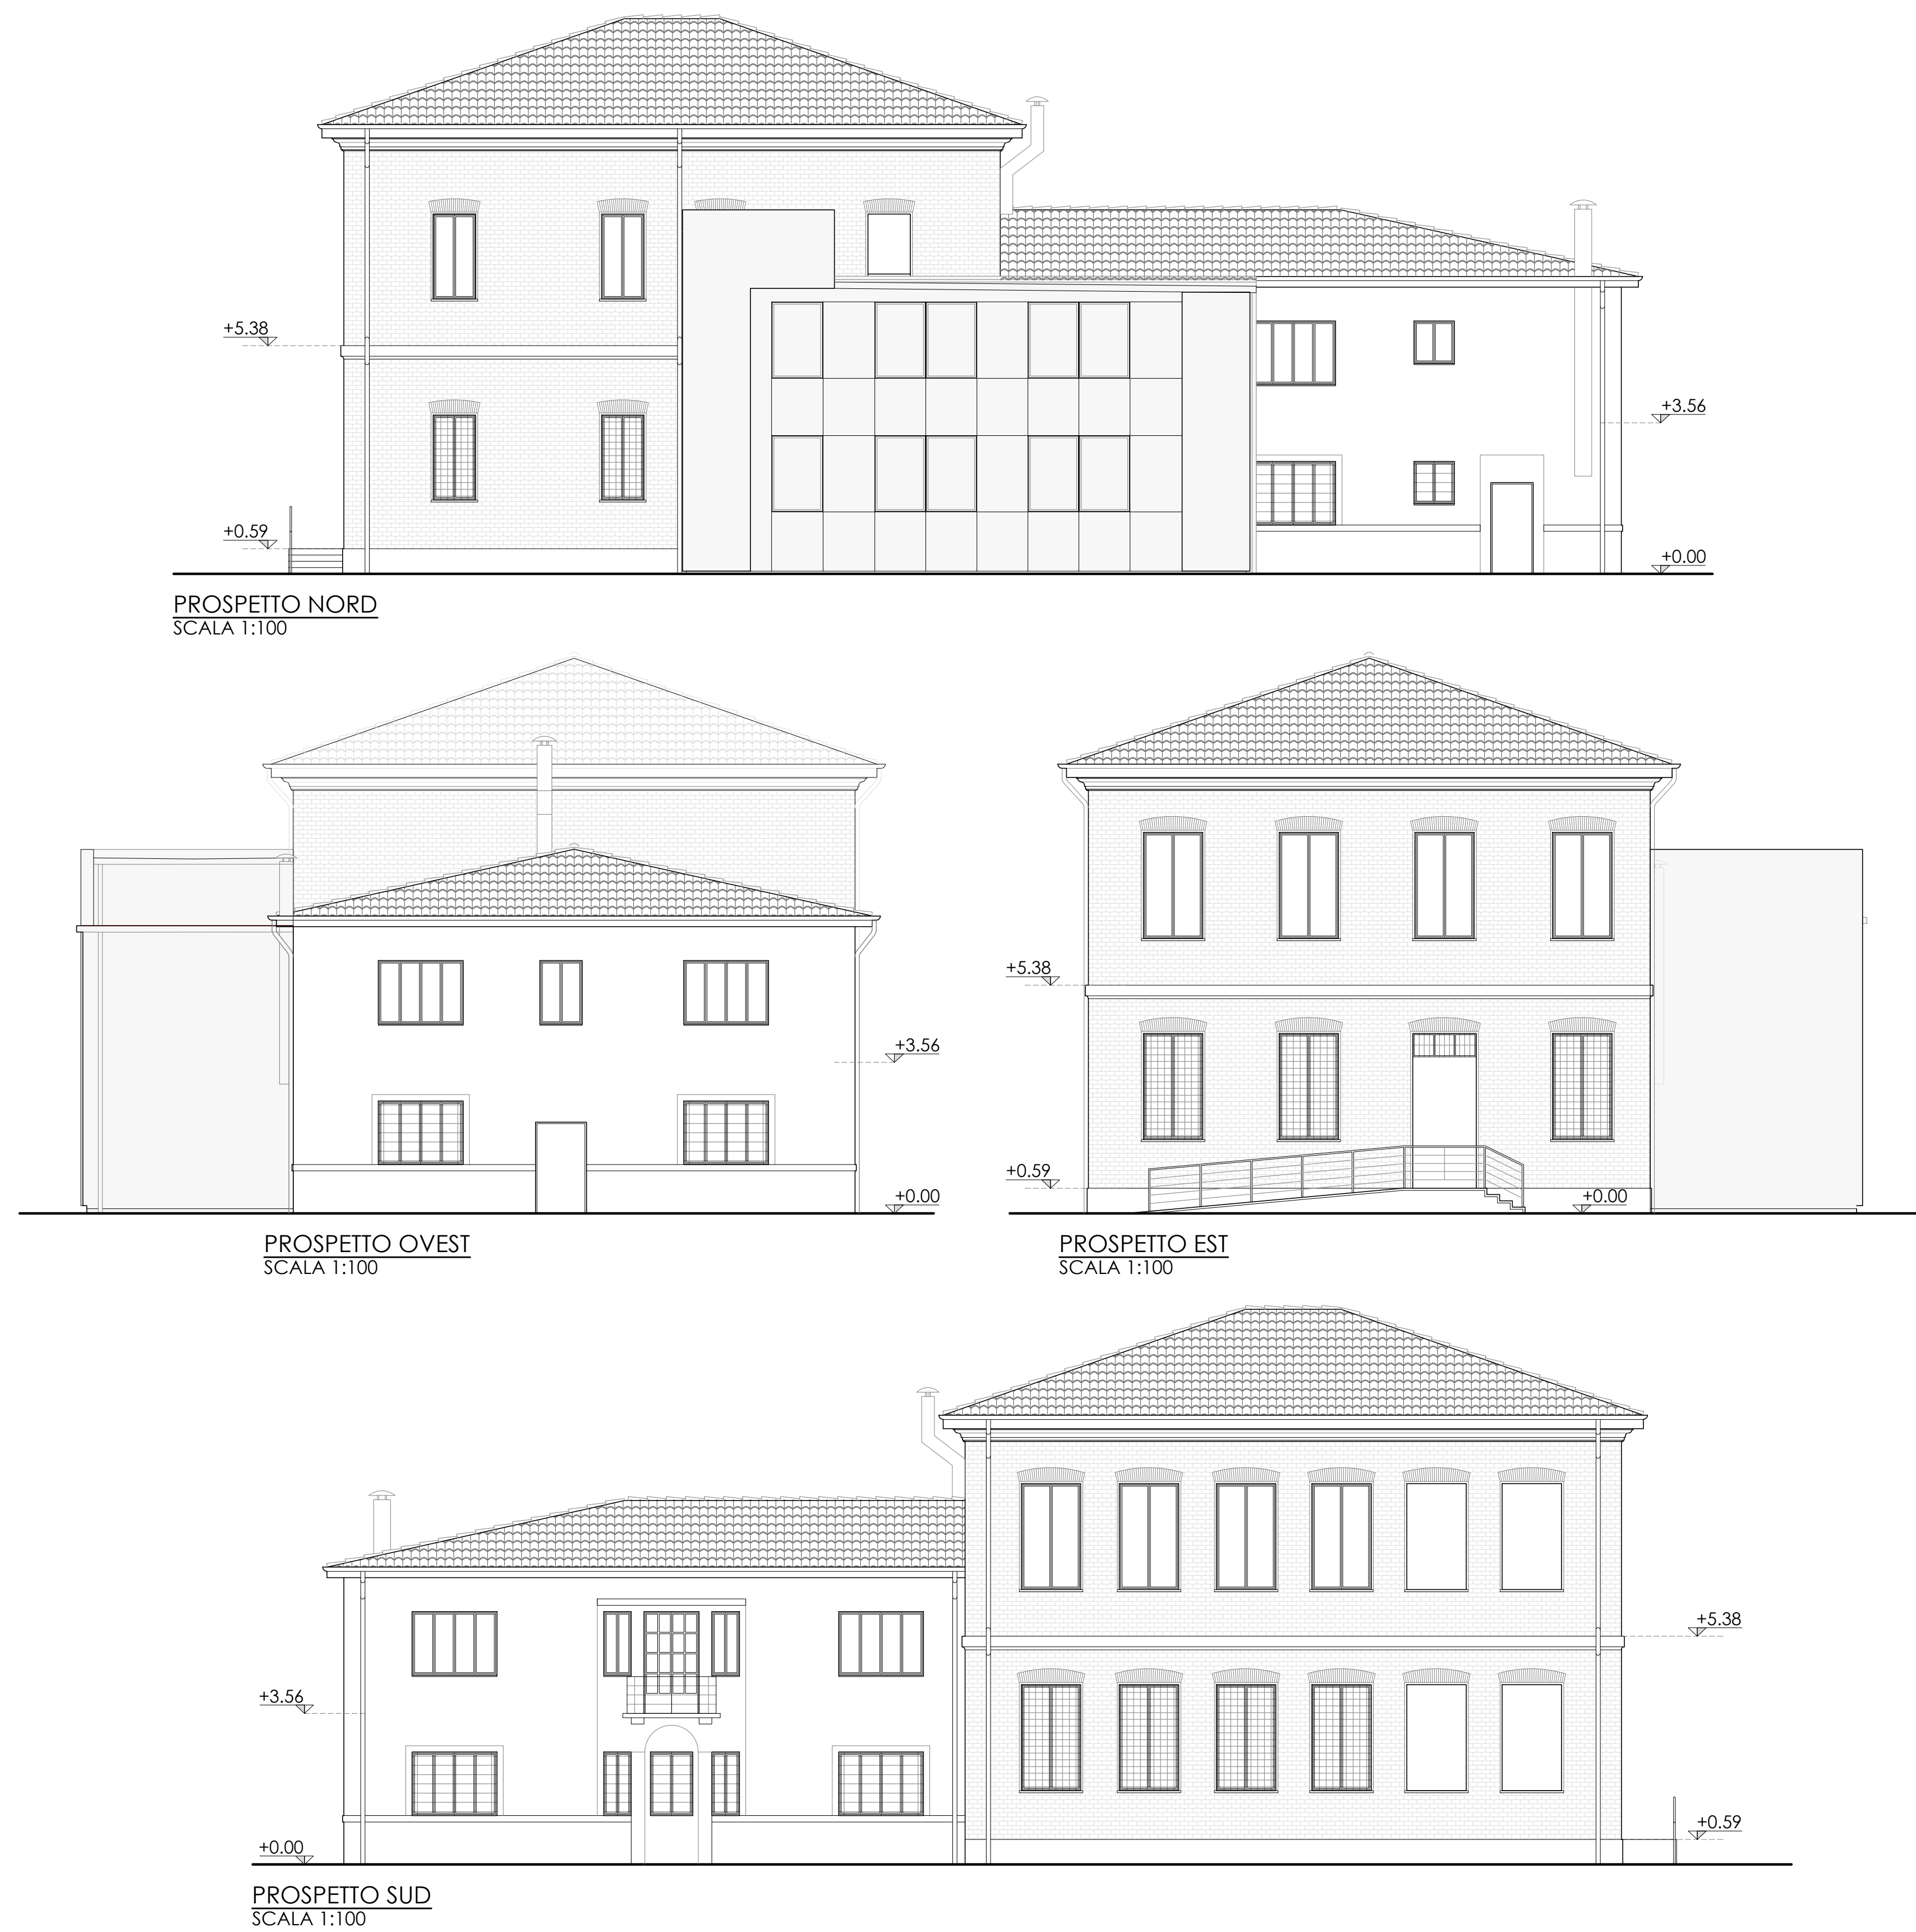 +5.38
+3.56
+0.59
+0.00
PROSPETTO NORD
SCALA 1:100
+3.56
+0.00
PROSPETTO OVEST
SCALA 1:100
+5.38
+0.59
+0.00
PROSPETTO EST
SCALA 1:100
+5.38
+3.56
+0.59
+0.00
PROSPETTO SUD
SCALA 1:100